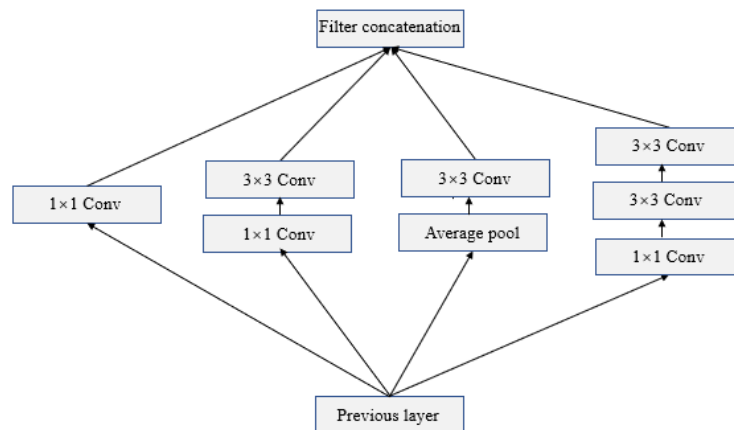 Filter concatenation
3×3 Conv
3×3 Conv
3×3 Conv
1×1 Conv
3×3 Conv
1×1 Conv
Average pool
1×1 Conv
Previous layer